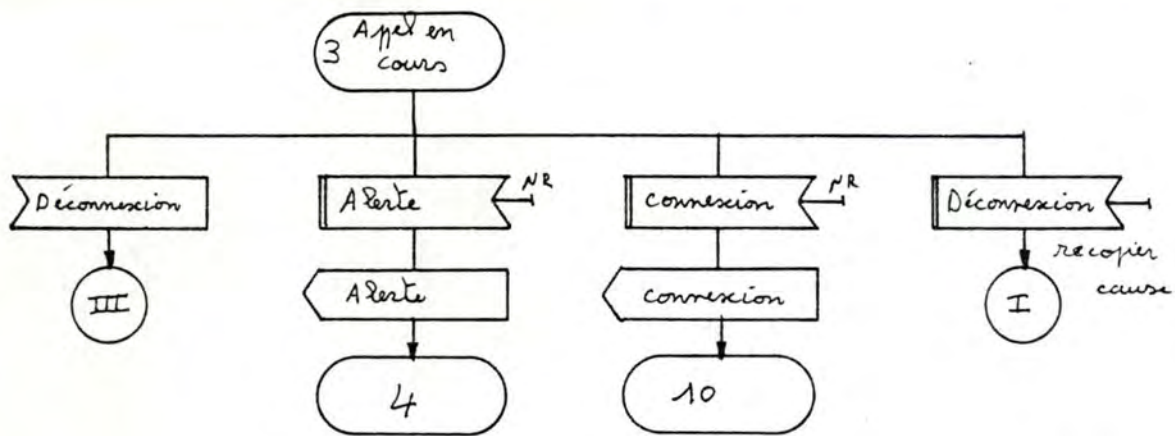 3 Appel en
cours
Déconnexion
Alerte
NR
connexion
NR
Déconnexion
recopier
cause
III
Alerte
connexion
I
4
10